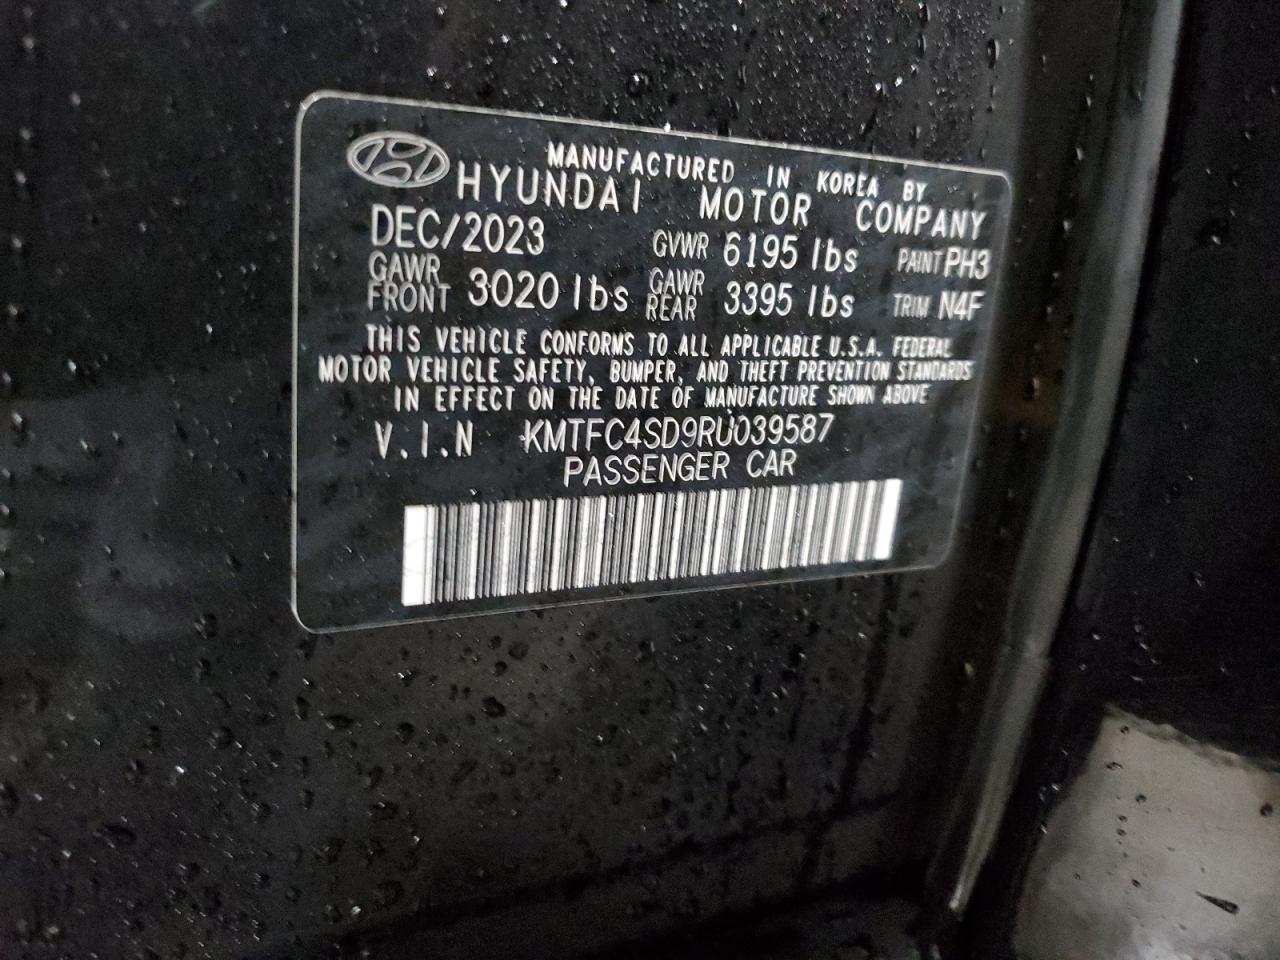 MANUFACTURED IN KOREA BY
HYUNDAI MOTOR COMPANY
DEC/2023 GVWR 6195 lbs PAINT PH3
GAWR FRONT 3020 lbs GAWR REAR 3395 lbs TRIM N4F
THIS VEHICLE CONFORMS TO ALL APPLICABLE U.S.A. FEDERAL
MOTOR VEHICLE SAFETY, BUMPER, AND THEFT PREVENTION STANDARDS
IN EFFECT ON THE DATE OF MANUFACTURE SHOWN ABOVE
V.I.N KMTFC4SD9RU039587
PASSENGER CAR